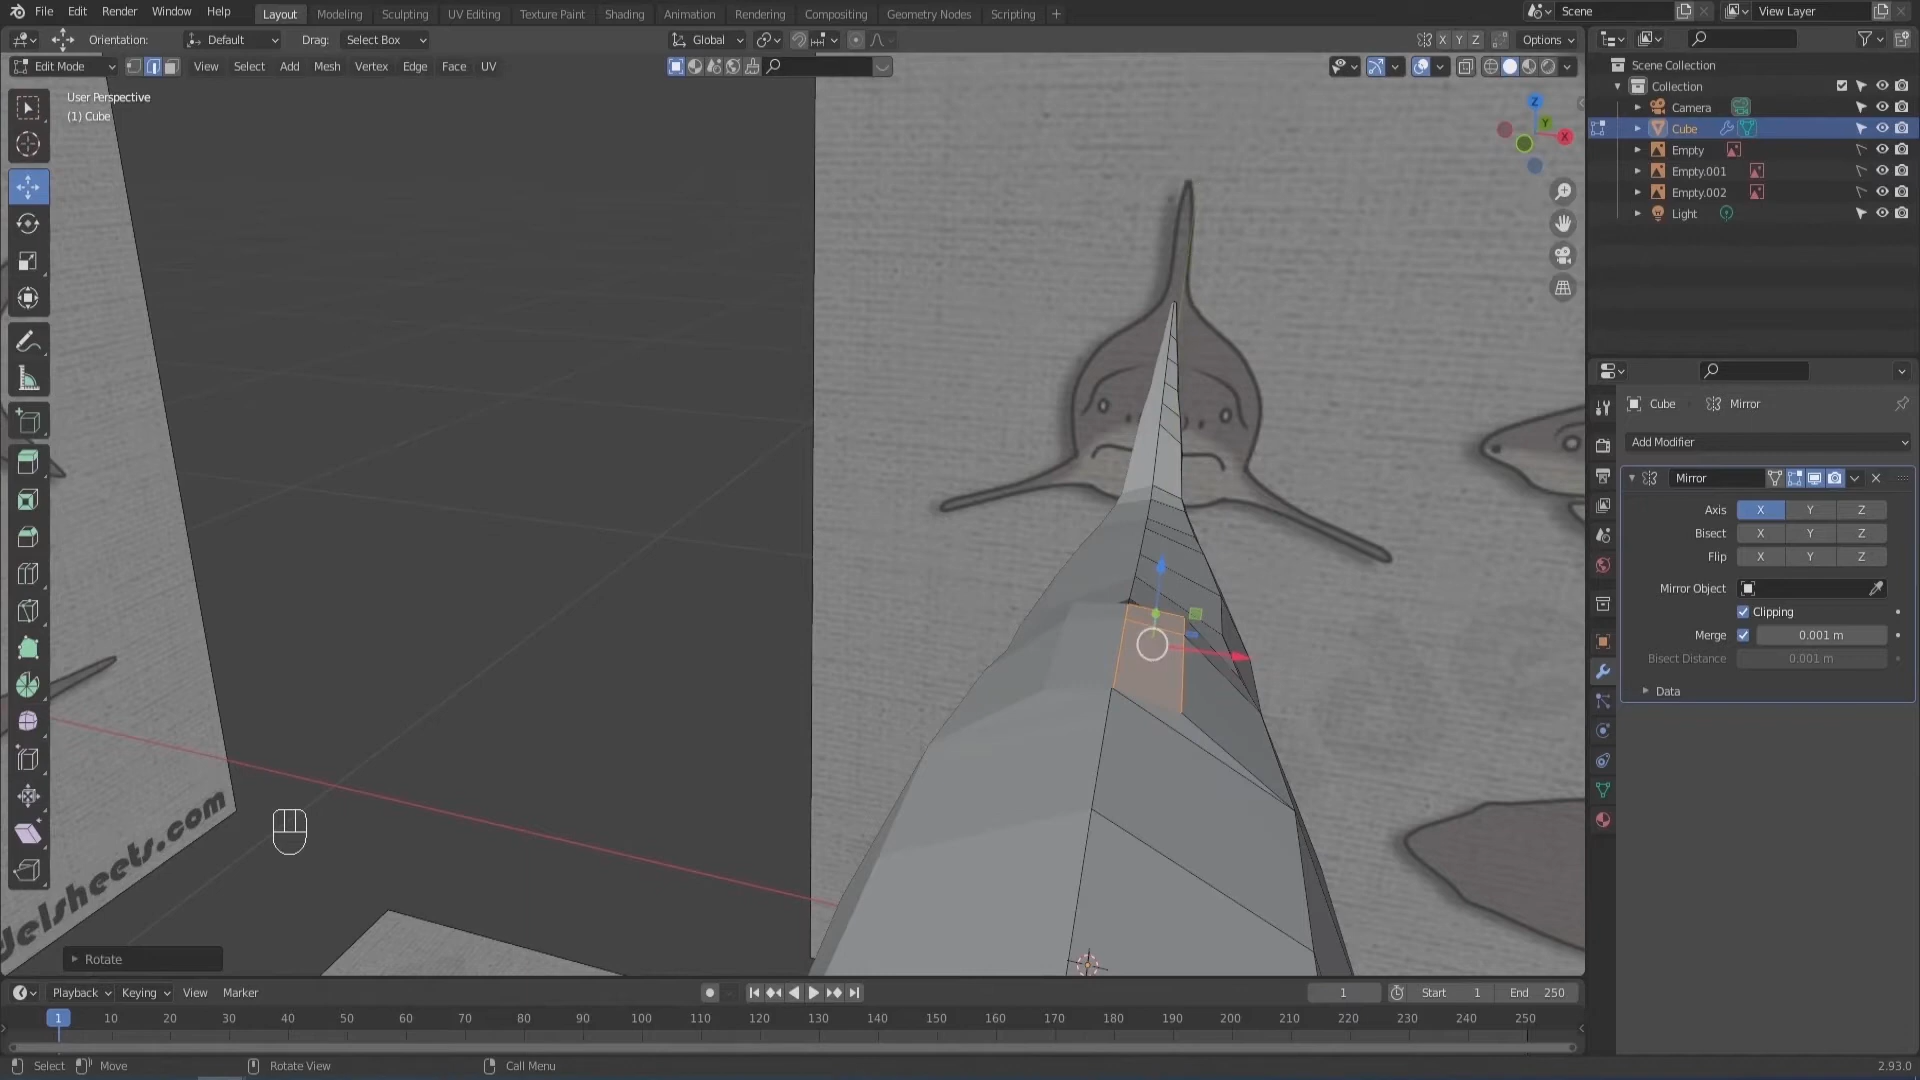 File Edit Render Window Help Layout Modeling Sculpting UV Editing Texture Paint Shading Animation Rendering Compositing Geometry Nodes Scripting + Scene View Layer
Orientation: Default Drag: Select Box Global X Y Z Options
Edit Mode View Select Add Mesh Vertex Edge Face UV
User Perspective
(1) Cube
Z
Y
X
Scene Collection
Collection
Camera
Cube
Empty
Empty.001
Empty.002
Light
Cube Mirror
Add Modifier
Mirror
Axis X Y Z
Bisect X Y Z
Flip X Y Z
Mirror Object
Clipping
Merge 0.001 m
Bisect Distance 0.001 m
Data
delsheets.com
Rotate
Playback Keying View Marker 1 Start 1 End 250
1 10 20 30 40 50 60 70 80 90 100 110 120 130 140 150 160 170 180 190 200 210 220 230 240 250
Select Move Rotate View Call Menu 2.93.0